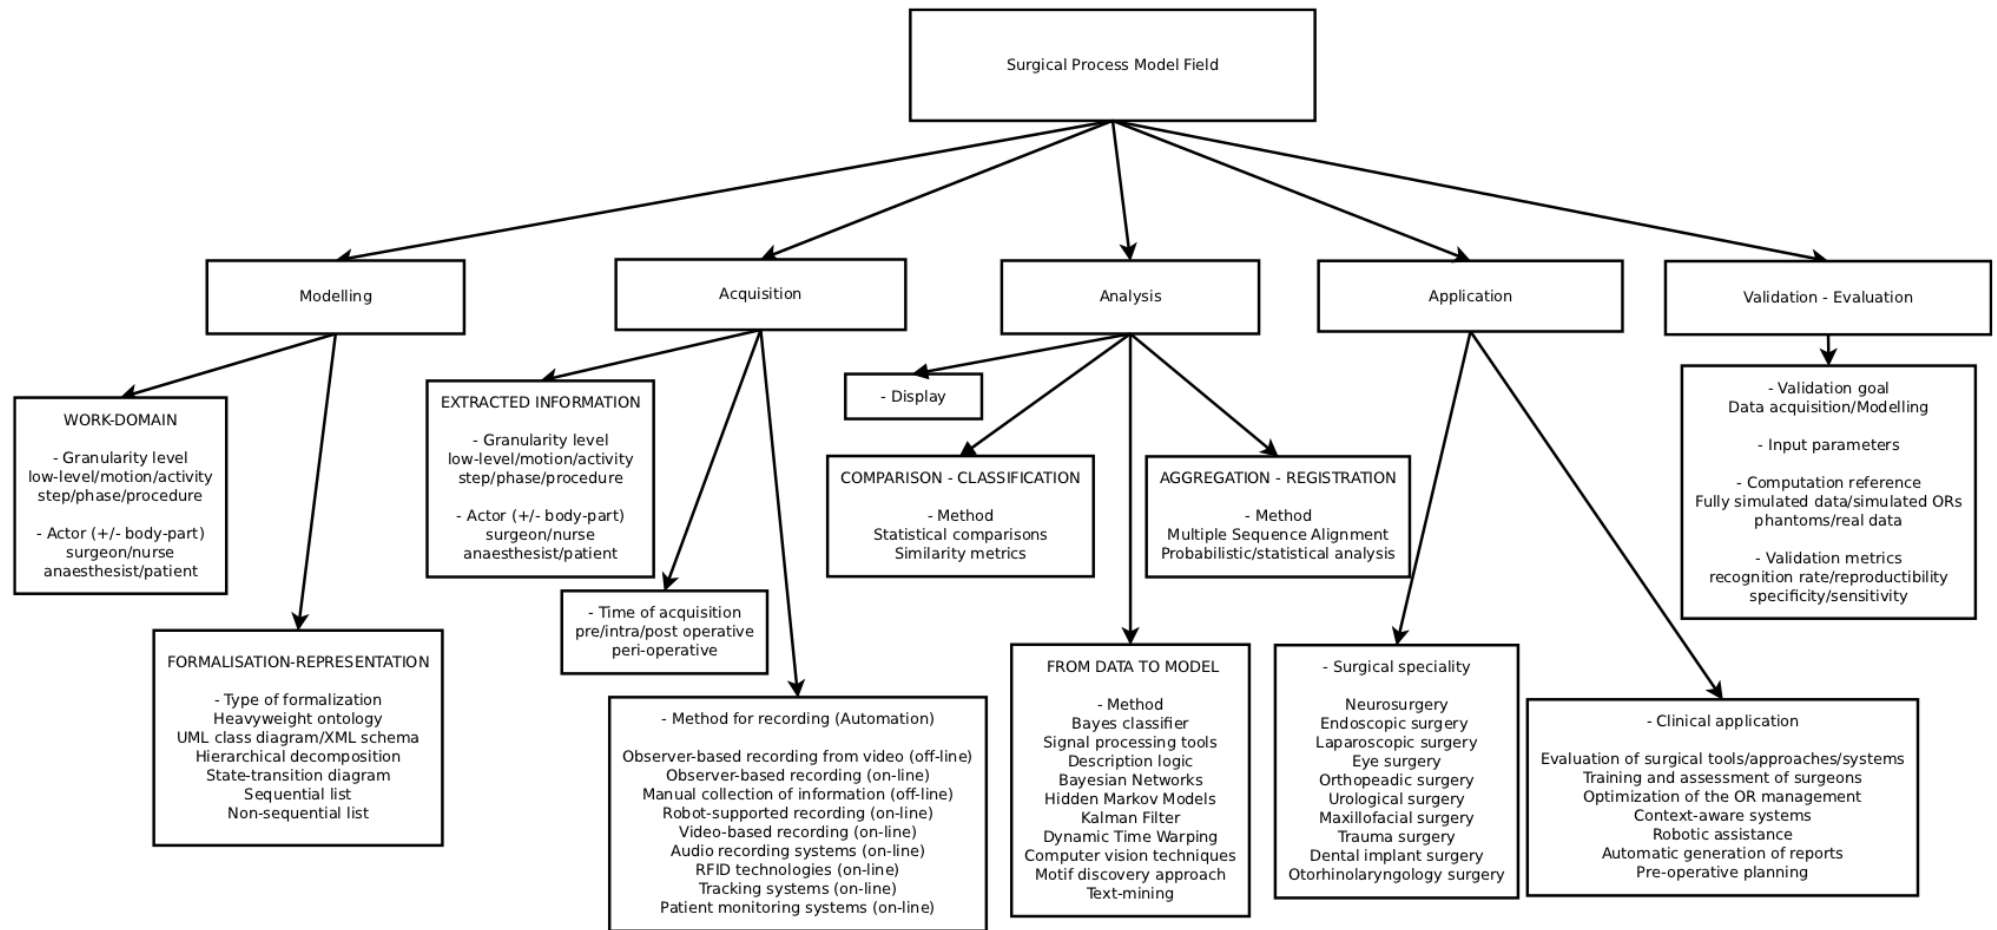 Surgical Process Model Field
Modelling
Acquisition
Analysis
Application
Validation - Evaluation
WORK-DOMAIN
- Granularity level
low-level/motion/activity
step/phase/procedure
- Actor (+/- body-part)
surgeon/nurse
anaesthesist/patient
FORMALISATION-REPRESENTATION
- Type of formalization
Heavyweight ontology
UML class diagram/XML schema
Hierarchical decomposition
State-transition diagram
Sequential list
Non-sequential list
EXTRACTED INFORMATION
- Granularity level
low-level/motion/activity
step/phase/procedure
- Actor (+/- body-part)
surgeon/nurse
anaesthesist/patient
- Time of acquisition
pre/intra/post operative
peri-operative
- Method for recording (Automation)
Observer-based recording from video (off-line)
Observer-based recording (on-line)
Manual collection of information (off-line)
Robot-supported recording (on-line)
Video-based recording (on-line)
Audio recording systems (on-line)
RFID technologies (on-line)
Tracking systems (on-line)
Patient monitoring systems (on-line)
- Display
COMPARISON - CLASSIFICATION
- Method
Statistical comparisons
Similarity metrics
FROM DATA TO MODEL
- Method
Bayes classifier
Signal processing tools
Description logic
Bayesian Networks
Hidden Markov Models
Kalman Filter
Dynamic Time Warping
Computer vision techniques
Motif discovery approach
Text-mining
AGGREGATION - REGISTRATION
- Method
Multiple Sequence Alignment
Probabilistic/statistical analysis
- Surgical speciality
Neurosurgery
Endoscopic surgery
Laparoscopic surgery
Eye surgery
Orthopeadic surgery
Urological surgery
Maxillofacial surgery
Trauma surgery
Dental implant surgery
Otorhinolaryngology surgery
- Clinical application
Evaluation of surgical tools/approaches/systems
Training and assessment of surgeons
Optimization of the OR management
Context-aware systems
Robotic assistance
Automatic generation of reports
Pre-operative planning
- Validation goal
Data acquisition/Modelling
- Input parameters
- Computation reference
Fully simulated data/simulated ORs
phantoms/real data
- Validation metrics
recognition rate/reproductibility
specificity/sensitivity